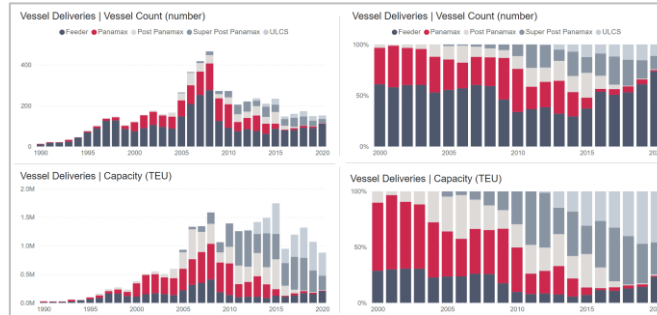 Vessel Deliveries | Vessel Count (number)
Feeder Panamax Post Panamax Super Post Panamax ULCS
400
200
0
1990 1995 2000 2005 2010 2015 2020
Vessel Deliveries | Vessel Count (number)
Feeder Panamax Post Panamax Super Post Panamax ULCS
100%
50%
0%
2000 2005 2010 2015 2020
Vessel Deliveries | Capacity (TEU)
2.0M
1.5M
1.0M
0.5M
0.0M
1990 1995 2000 2005 2010 2015 2020
Vessel Deliveries | Capacity (TEU)
100%
50%
0%
2000 2005 2010 2015 2020